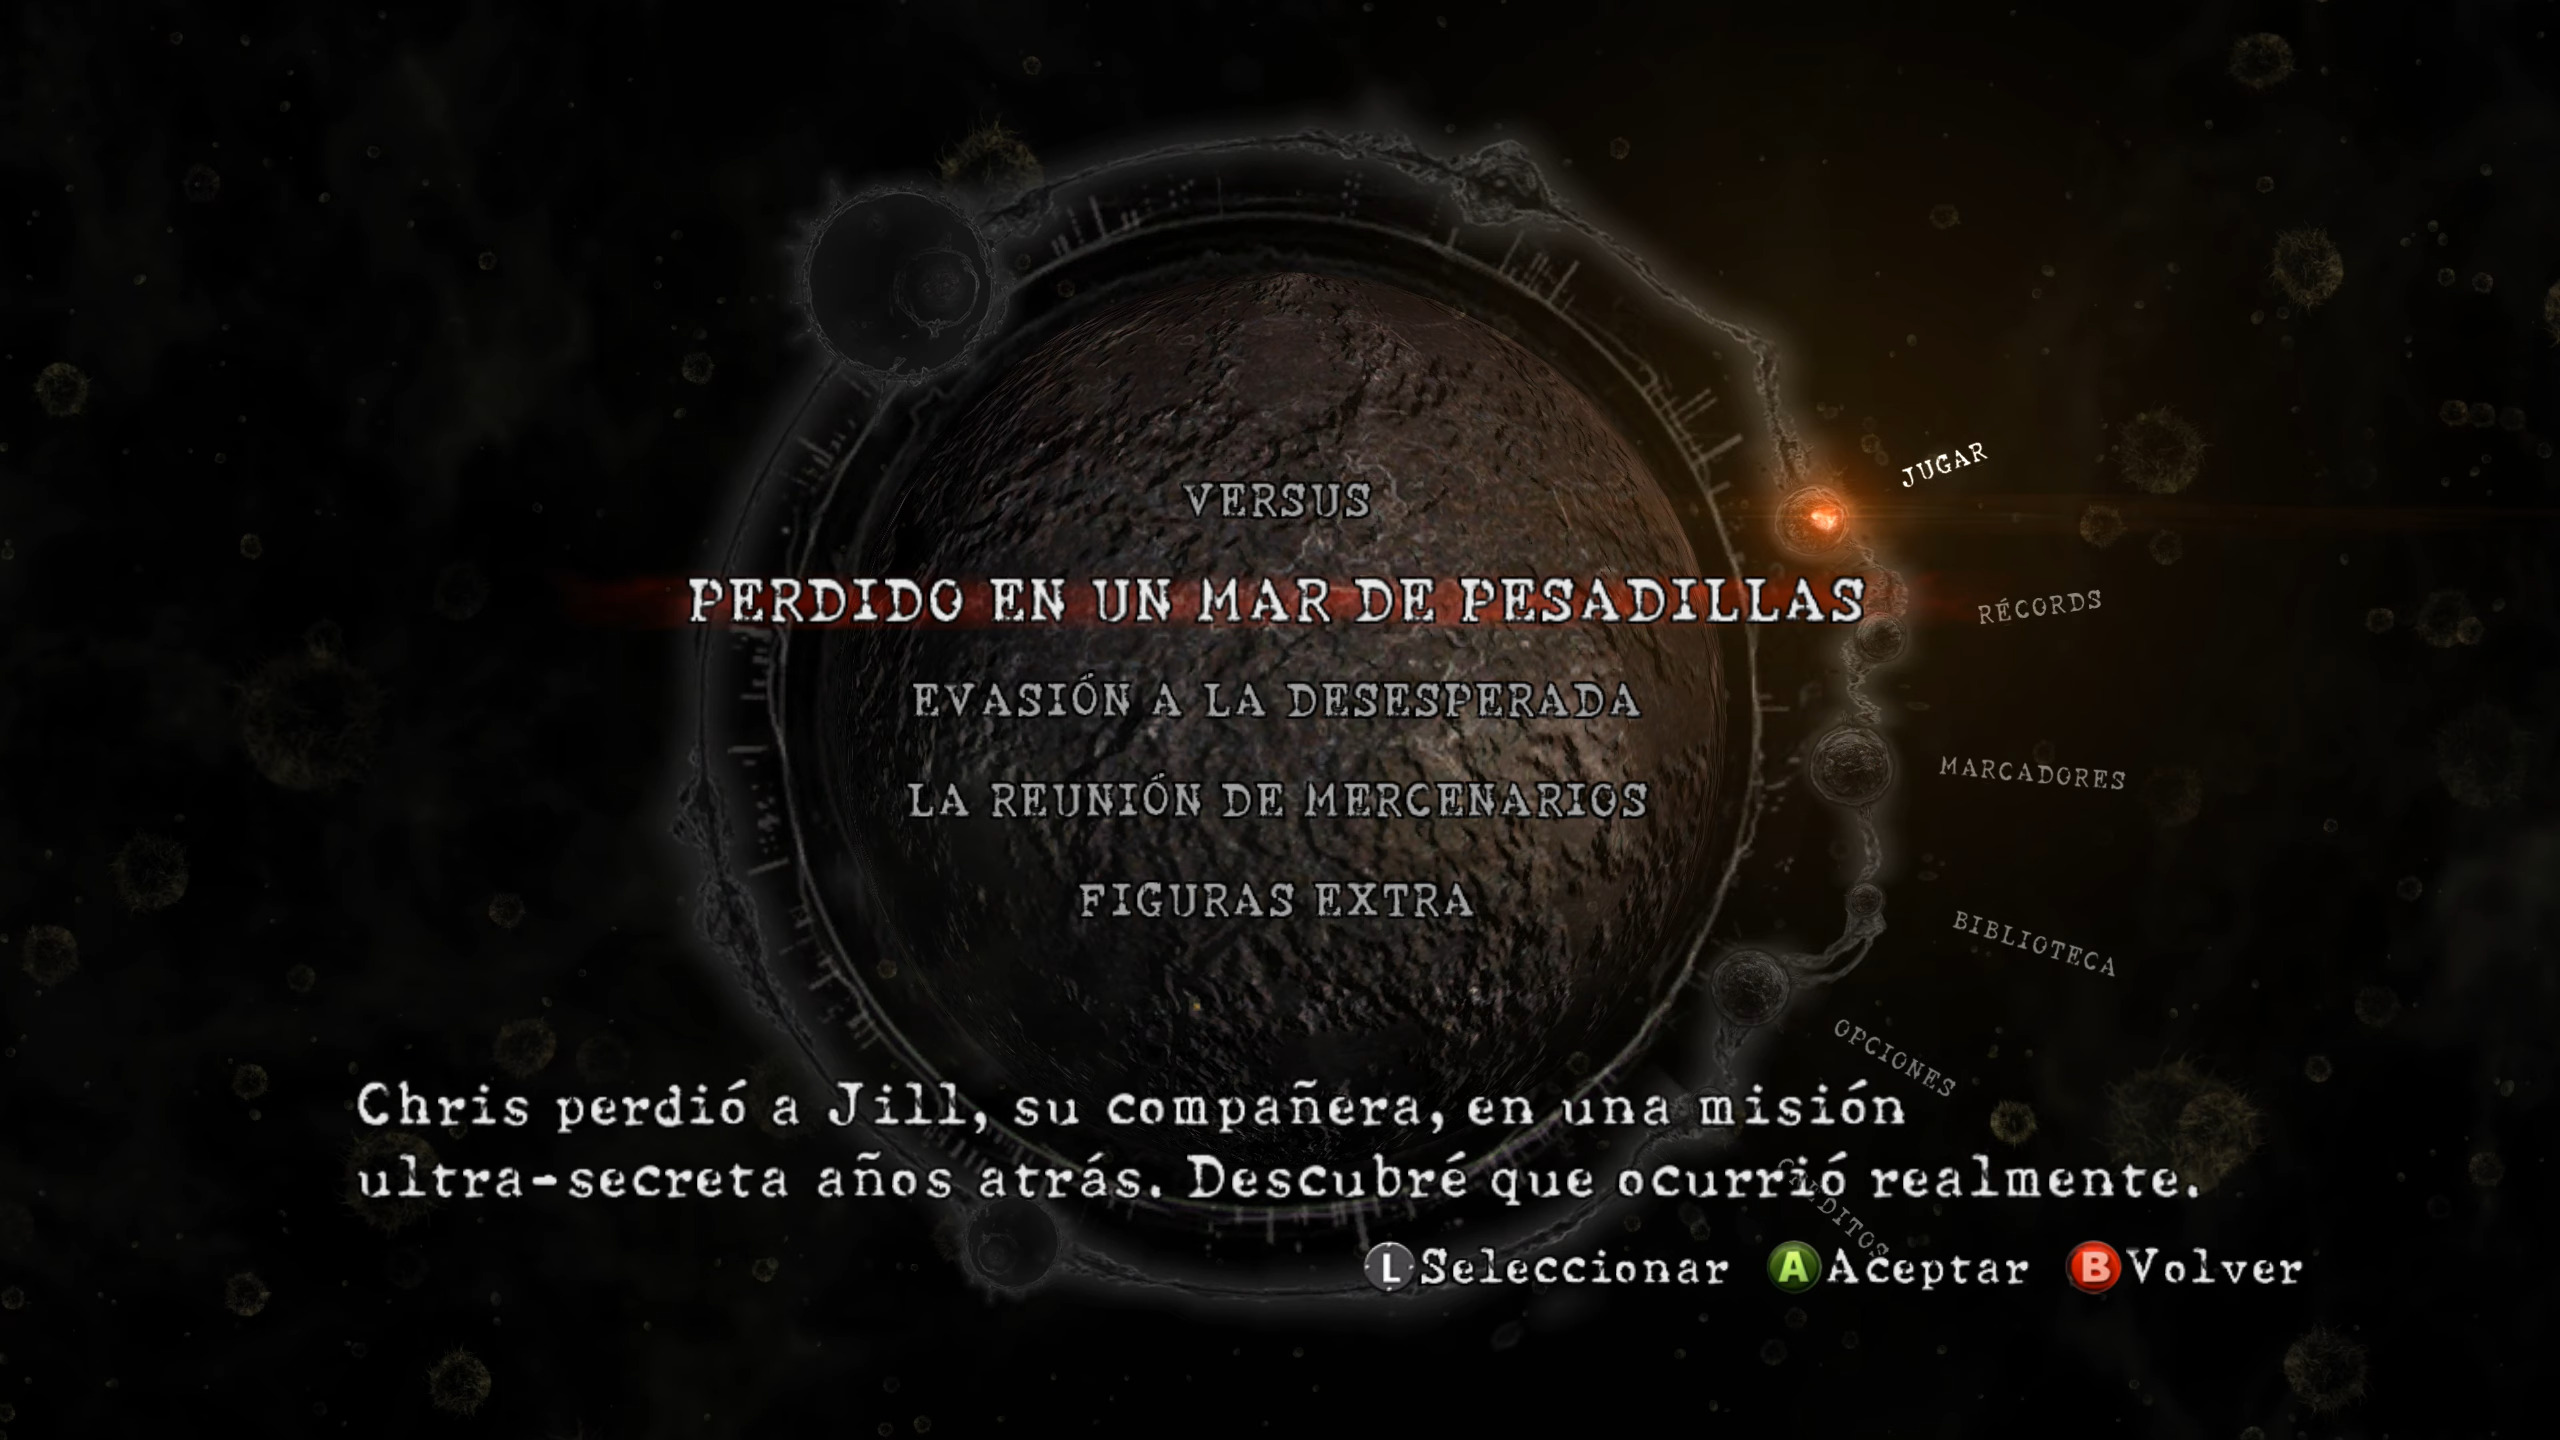 JUGAR
VERSUS
PERDIDO EN UN MAR DE PESADILLAS
RÉCORDS
EVASIÓN A LA DESESPERADA
MARCADORES
LA REUNIÓN DE MERCENARIOS
FIGURAS EXTRA
BIBLIOTECA
OPCIONES
Chris perdió a Jill, su compañera, en una misión
ultra-secreta años atrás. Descubré que ocurrió realmente.
L Seleccionar A Aceptar B Volver